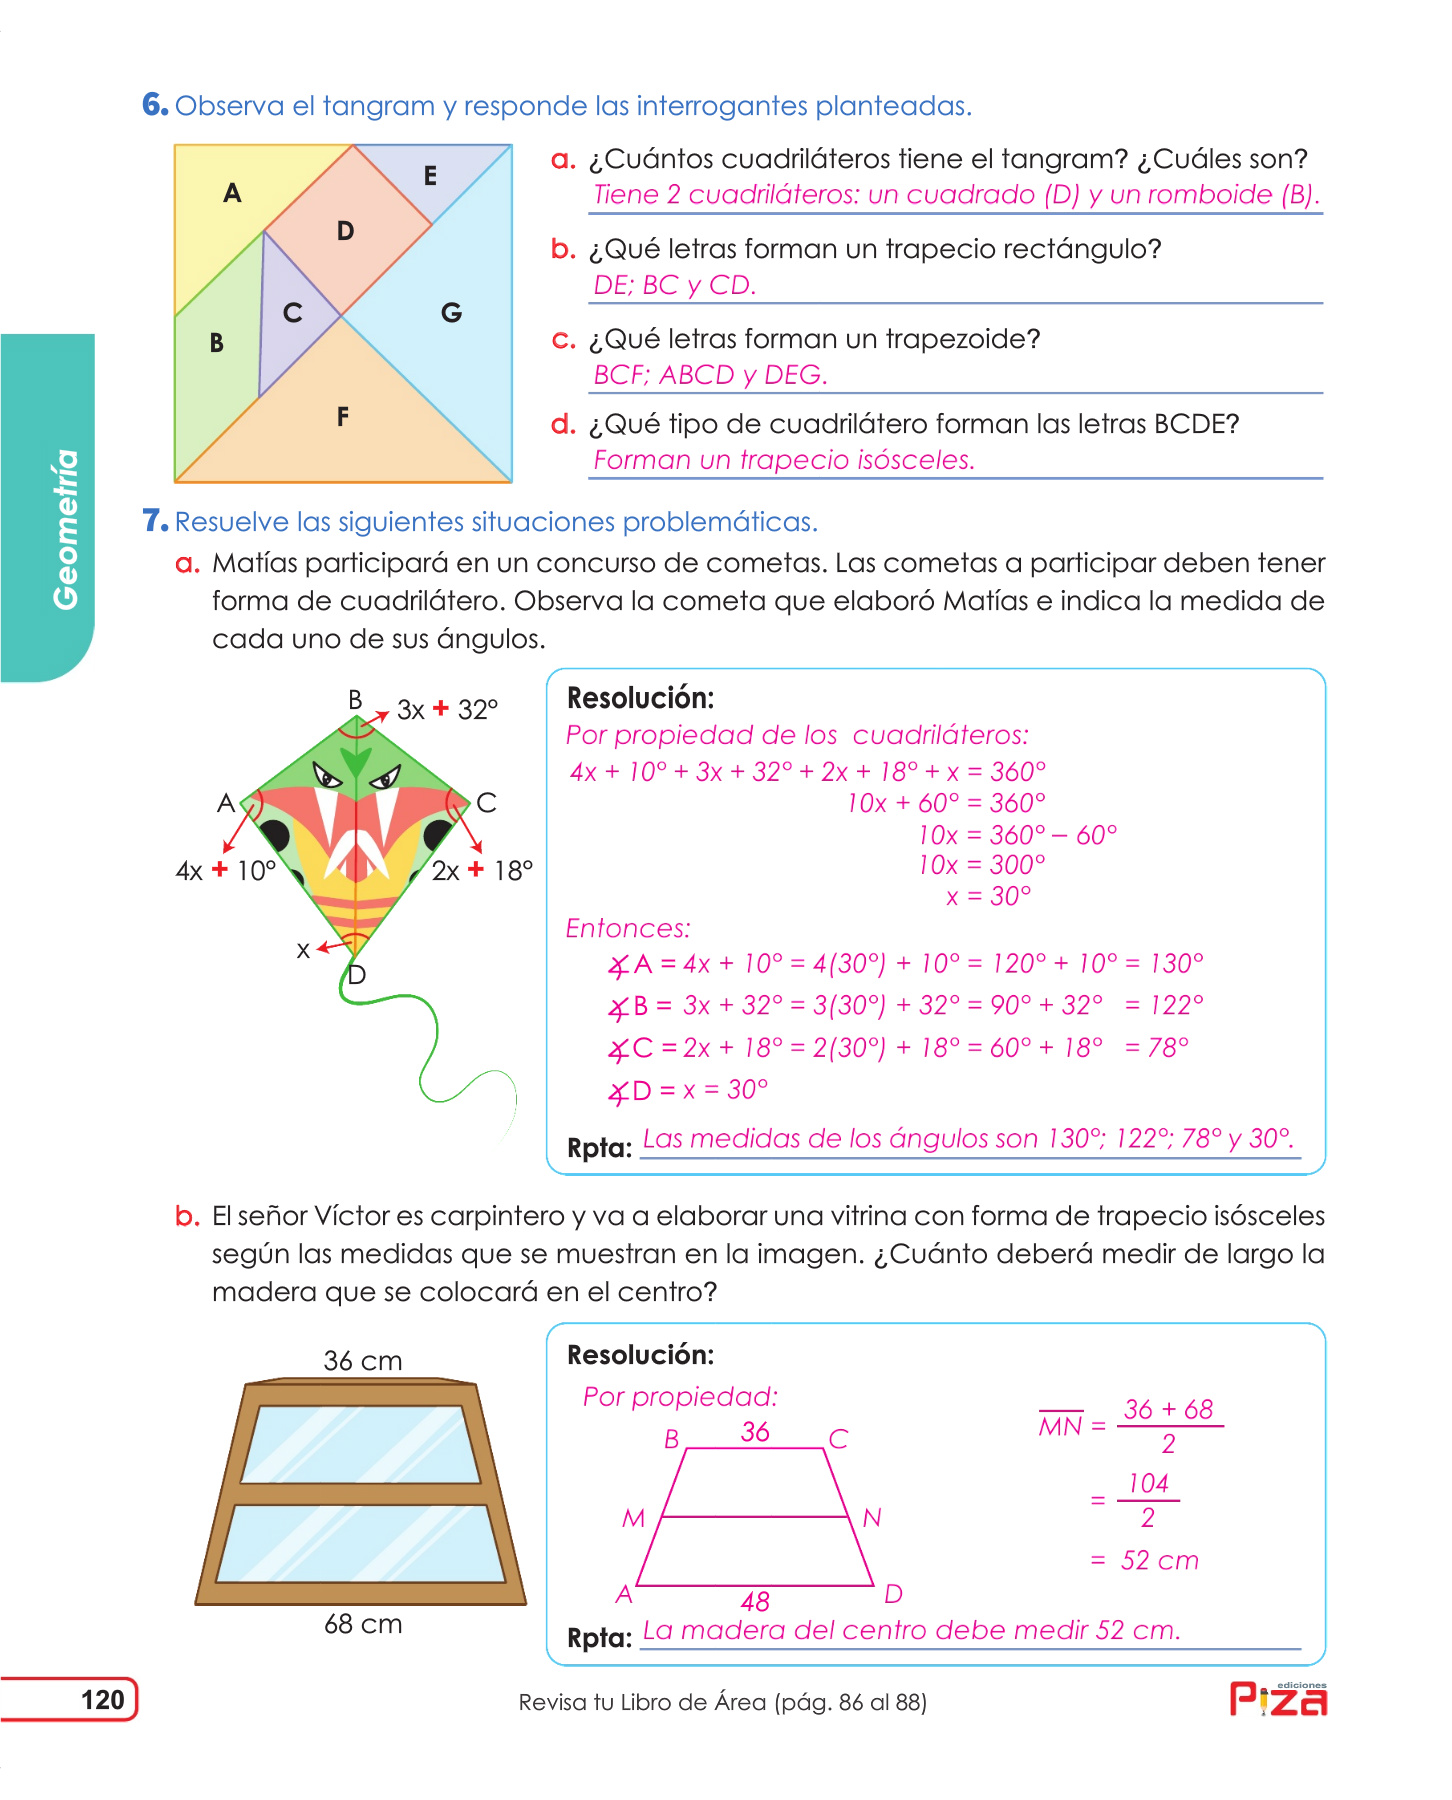 6. Observa el tangram y responde las interrogantes planteadas.
A
E
D
C
G
B
F
a. ¿Cuántos cuadriláteros tiene el tangram? ¿Cuáles son?
Tiene 2 cuadriláteros: un cuadrado (D) y un romboide (B).
b. ¿Qué letras forman un trapecio rectángulo?
DE; BC y CD.
c. ¿Qué letras forman un trapezoide?
BCF; ABCD y DEG.
d. ¿Qué tipo de cuadrilátero forman las letras BCDE?
Forman un trapecio isósceles.
Geometría
7. Resuelve las siguientes situaciones problemáticas.
a. Matías participará en un concurso de cometas. Las cometas a participar deben tener
forma de cuadrilátero. Observa la cometa que elaboró Matías e indica la medida de
cada uno de sus ángulos.
B
3x + 32°
A
C
4x + 10°
2x + 18°
x
D
Resolución:
Por propiedad de los cuadriláteros:
4x + 10° + 3x + 32° + 2x + 18° + x = 360°
10x + 60° = 360°
10x = 360° − 60°
10x = 300°
x = 30°
Entonces:
∡A = 4x + 10° = 4(30°) + 10° = 120° + 10° = 130°
∡B = 3x + 32° = 3(30°) + 32° = 90° + 32° = 122°
∡C = 2x + 18° = 2(30°) + 18° = 60° + 18° = 78°
∡D = x = 30°
Rpta: Las medidas de los ángulos son 130°; 122°; 78° y 30°.
b. El señor Víctor es carpintero y va a elaborar una vitrina con forma de trapecio isósceles
según las medidas que se muestran en la imagen. ¿Cuánto deberá medir de largo la
madera que se colocará en el centro?
36 cm
68 cm
Resolución:
Por propiedad:
B 36 C
M N
A 48 D
MN = 36 + 68
2
= 104
2
= 52 cm
Rpta: La madera del centro debe medir 52 cm.
120
Revisa tu Libro de Área (pág. 86 al 88)
ediciones
Piza